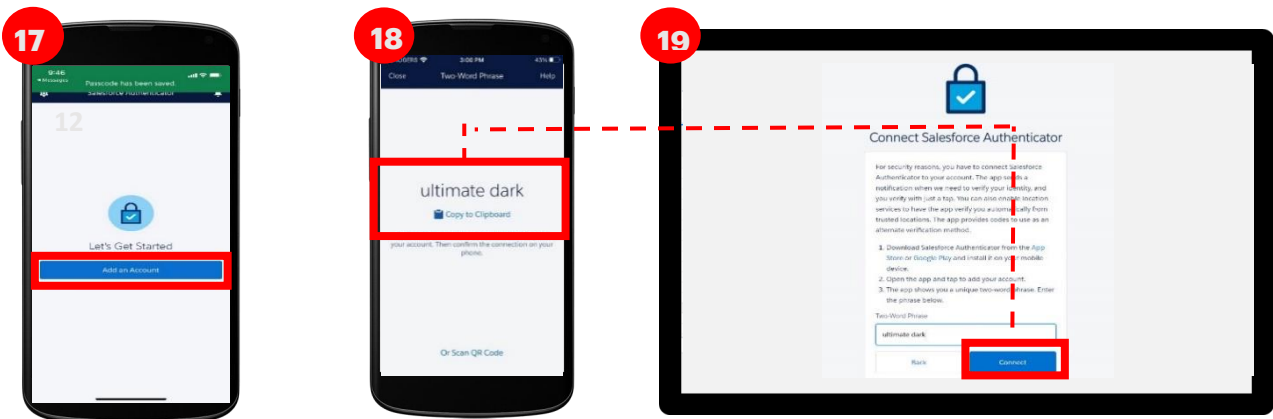 17
9:46
Messages
Passcode has been saved.
Salesforce Authenticator
12
Let's Get Started
Add an Account
18
3:00 PM
43%
Close
Two-Word Phrase
Help
ultimate dark
Copy to Clipboard
your account. Then confirm the connection on your
phone.
Or Scan QR Code
19
Connect Salesforce Authenticator
For security reasons, you have to connect Salesforce
Authenticator to your account. The app sends a
notification when we need to verify your identity, and
you verify with just a tap. You can also enable location
services to have the app verify you automatically from
trusted locations. The app provides codes to use as an
alternate verification method.
1. Download Salesforce Authenticator from the App
Store or Google Play and install it on your mobile
device.
2. Open the app and tap to add your account.
3. The app shows you a unique two-word phrase. Enter
the phrase below.
Two-Word Phrase
ultimate dark
Back
Connect